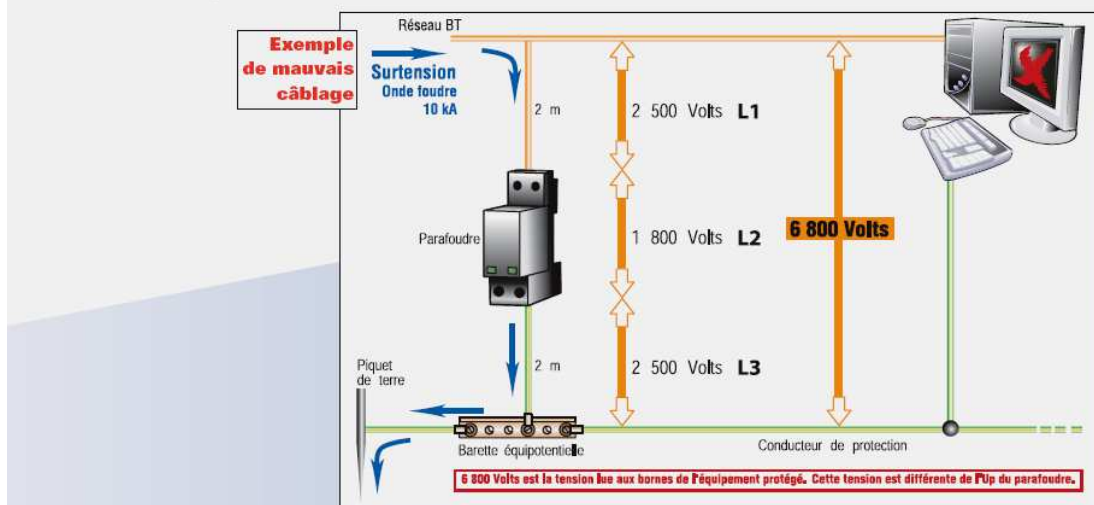 Réseau BT
Exemple
de mauvais
câblage
Surtension
Onde foudre
10 kA
2 m
2 500 Volts L1
Parafoudre
1 800 Volts L2
6 800 Volts
2 m
2 500 Volts L3
Piquet
de terre
Barette équipotentielle
Conducteur de protection
6 800 Volts est la tension lue aux bornes de l'équipement protégé. Cette tension est différente de l'Up du parafoudre.